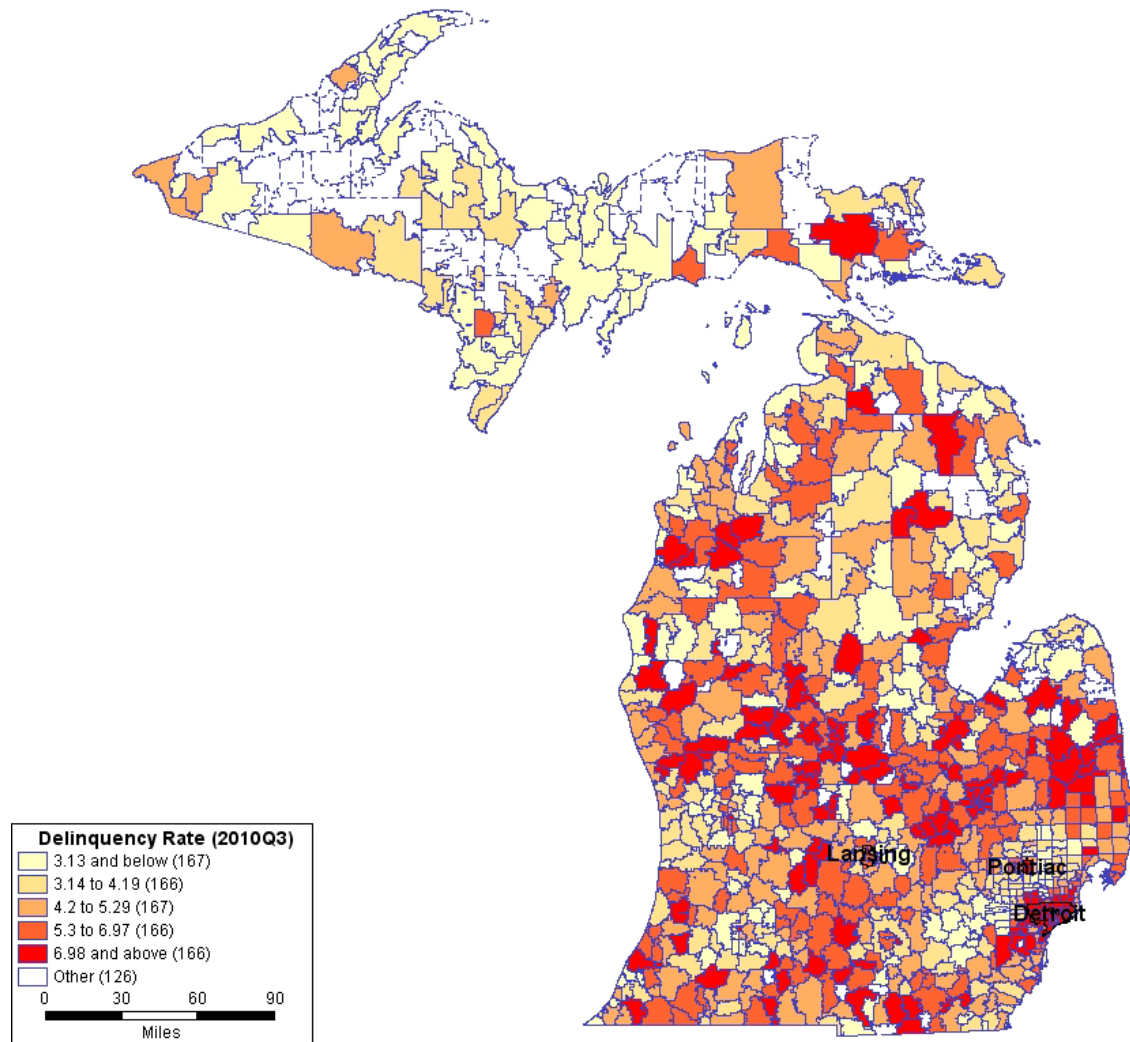 Lansing
Pontiac
Detroit
Delinquency Rate (2010Q3)
3.13 and below (167)
3.14 to 4.19 (166)
4.2 to 5.29 (167)
5.3 to 6.97 (166)
6.98 and above (166)
Other (126)
0 30 60 90
Miles